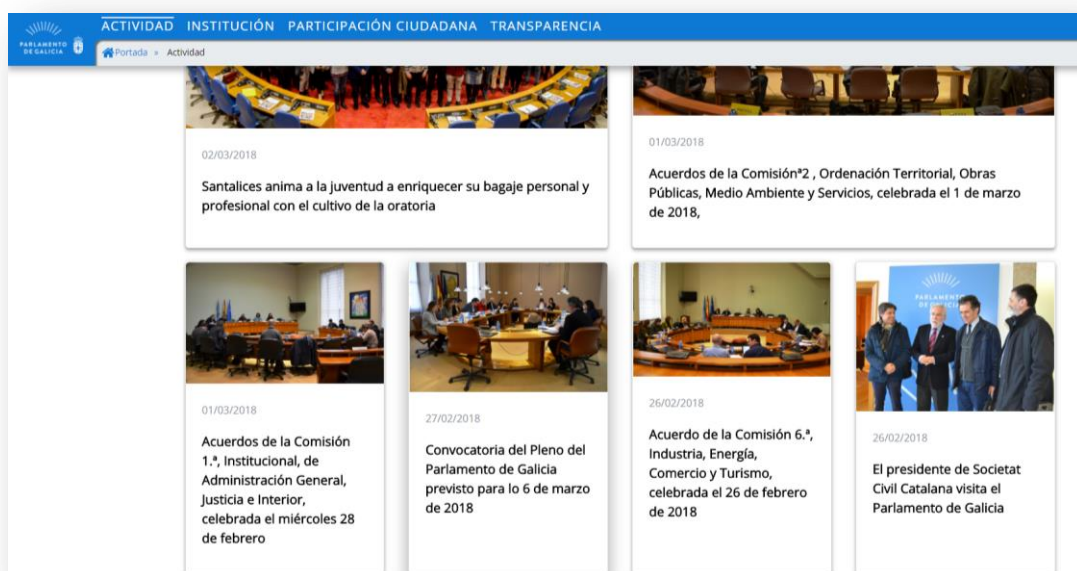 ACTIVIDAD INSTITUCIÓN PARTICIPACIÓN CIUDADANA TRANSPARENCIA
PARLAMENTO
DE GALICIA
Portada » Actividad
02/03/2018
Santalices anima a la juventud a enriquecer su bagaje personal y
profesional con el cultivo de la oratoria
01/03/2018
Acuerdos de la Comisiónª2 , Ordenación Territorial, Obras
Públicas, Medio Ambiente y Servicios, celebrada el 1 de marzo
de 2018,
01/03/2018
Acuerdos de la Comisión
1.ª, Institucional, de
Administración General,
Justicia e Interior,
celebrada el miércoles 28
de febrero
27/02/2018
Convocatoria del Pleno del
Parlamento de Galicia
previsto para lo 6 de marzo
de 2018
26/02/2018
Acuerdo de la Comisión 6.ª,
Industria, Energía,
Comercio y Turismo,
celebrada el 26 de febrero
de 2018
PARLAMENTO
DE GALICIA
26/02/2018
El presidente de Societat
Civil Catalana visita el
Parlamento de Galicia